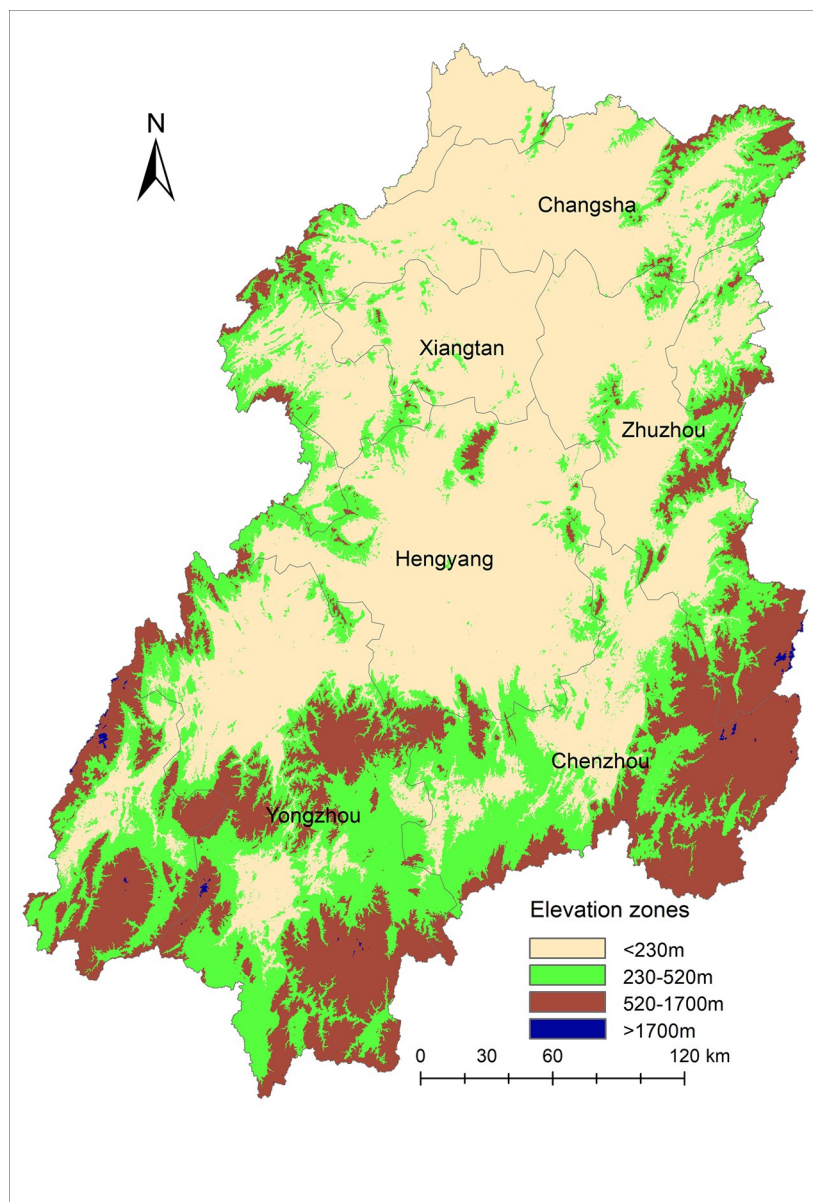 N
Changsha
Xiangtan
Zhuzhou
Hengyang
Chenzhou
Yongzhou
Elevation zones
<230m
230-520m
520-1700m
>1700m
0 30 60 120 km